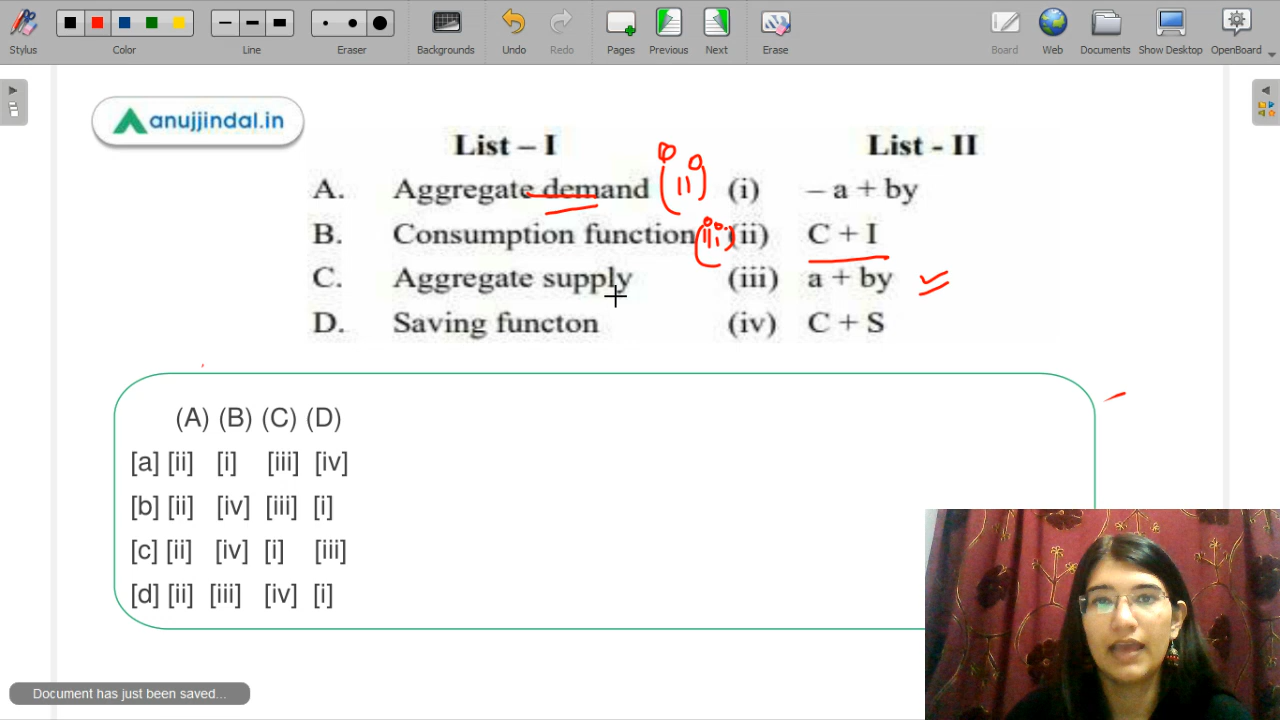 Stylus Color Line Eraser Backgrounds Undo Redo Pages Previous Next Erase Board Web Documents Show Desktop OpenBoard
anujjindal.in
List – I List - II
A. Aggregate demand (ii) (i) – a + by
B. Consumption function (iii) (ii) C + I
C. Aggregate supply (iii) a + by
D. Saving functon (iv) C + S
(A) (B) (C) (D)
[a] [ii] [i] [iii] [iv]
[b] [ii] [iv] [iii] [i]
[c] [ii] [iv] [i] [iii]
[d] [ii] [iii] [iv] [i]
Document has just been saved...